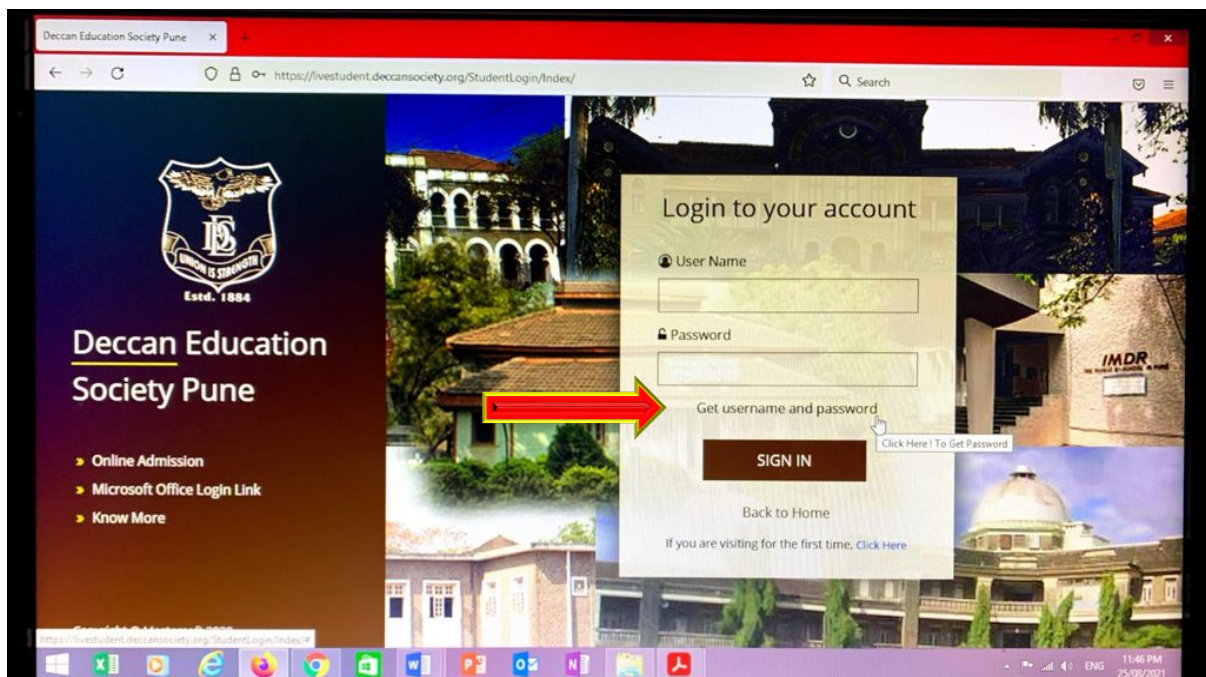 Deccan Education Society Pune
https://livestudent.deccansociety.org/StudentLogin/Index/
Search
DES
UNION IS STRENGTH
Estd. 1884
Deccan Education
Society Pune
Online Admission
Microsoft Office Login Link
Know More
Login to your account
User Name
Password
Get username and password
Click Here ! To Get Password
SIGN IN
Back to Home
If you are visiting for the first time, Click Here
IMDR
https://livestudent.deccansociety.org/StudentLogin/Index/#
ENG
11:46 PM
25/08/2021